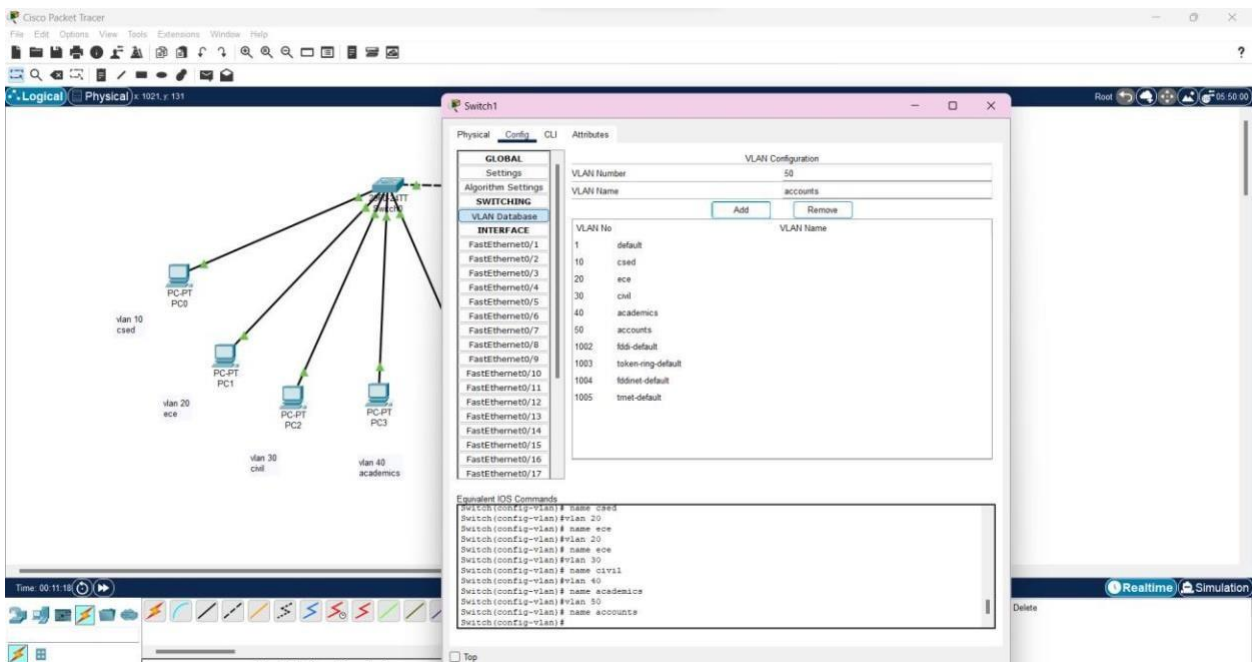 Cisco Packet Tracer
File Edit Options View Tools Extensions Window Help
?
Logical Physical x: 1021, y: 131
Root 05:50:00
PC-PT
PC0
vlan 10
csed
PC-PT
PC1
vlan 20
ece
PC-PT
PC2
vlan 30
civil
PC-PT
PC3
vlan 40
academics
Switch1
Physical Config CLI Attributes
GLOBAL
Settings
Algorithm Settings
SWITCHING
VLAN Database
INTERFACE
FastEthernet0/1
FastEthernet0/2
FastEthernet0/3
FastEthernet0/4
FastEthernet0/5
FastEthernet0/6
FastEthernet0/7
FastEthernet0/8
FastEthernet0/9
FastEthernet0/10
FastEthernet0/11
FastEthernet0/12
FastEthernet0/13
FastEthernet0/14
FastEthernet0/15
FastEthernet0/16
FastEthernet0/17
VLAN Configuration
VLAN Number 50
VLAN Name accounts
Add Remove
VLAN No VLAN Name
1 default
10 csed
20 ece
30 civil
40 academics
50 accounts
1002 fddi-default
1003 token-ring-default
1004 fddinet-default
1005 trnet-default
Equivalent IOS Commands
Switch(config-vlan)# name csed
Switch(config-vlan)#vlan 20
Switch(config-vlan)# name ece
Switch(config-vlan)#vlan 20
Switch(config-vlan)# name ece
Switch(config-vlan)#vlan 30
Switch(config-vlan)# name civil
Switch(config-vlan)#vlan 40
Switch(config-vlan)# name academics
Switch(config-vlan)#vlan 50
Switch(config-vlan)# name accounts
Switch(config-vlan)#
Top
Time: 00:11:18
Realtime Simulation
Delete